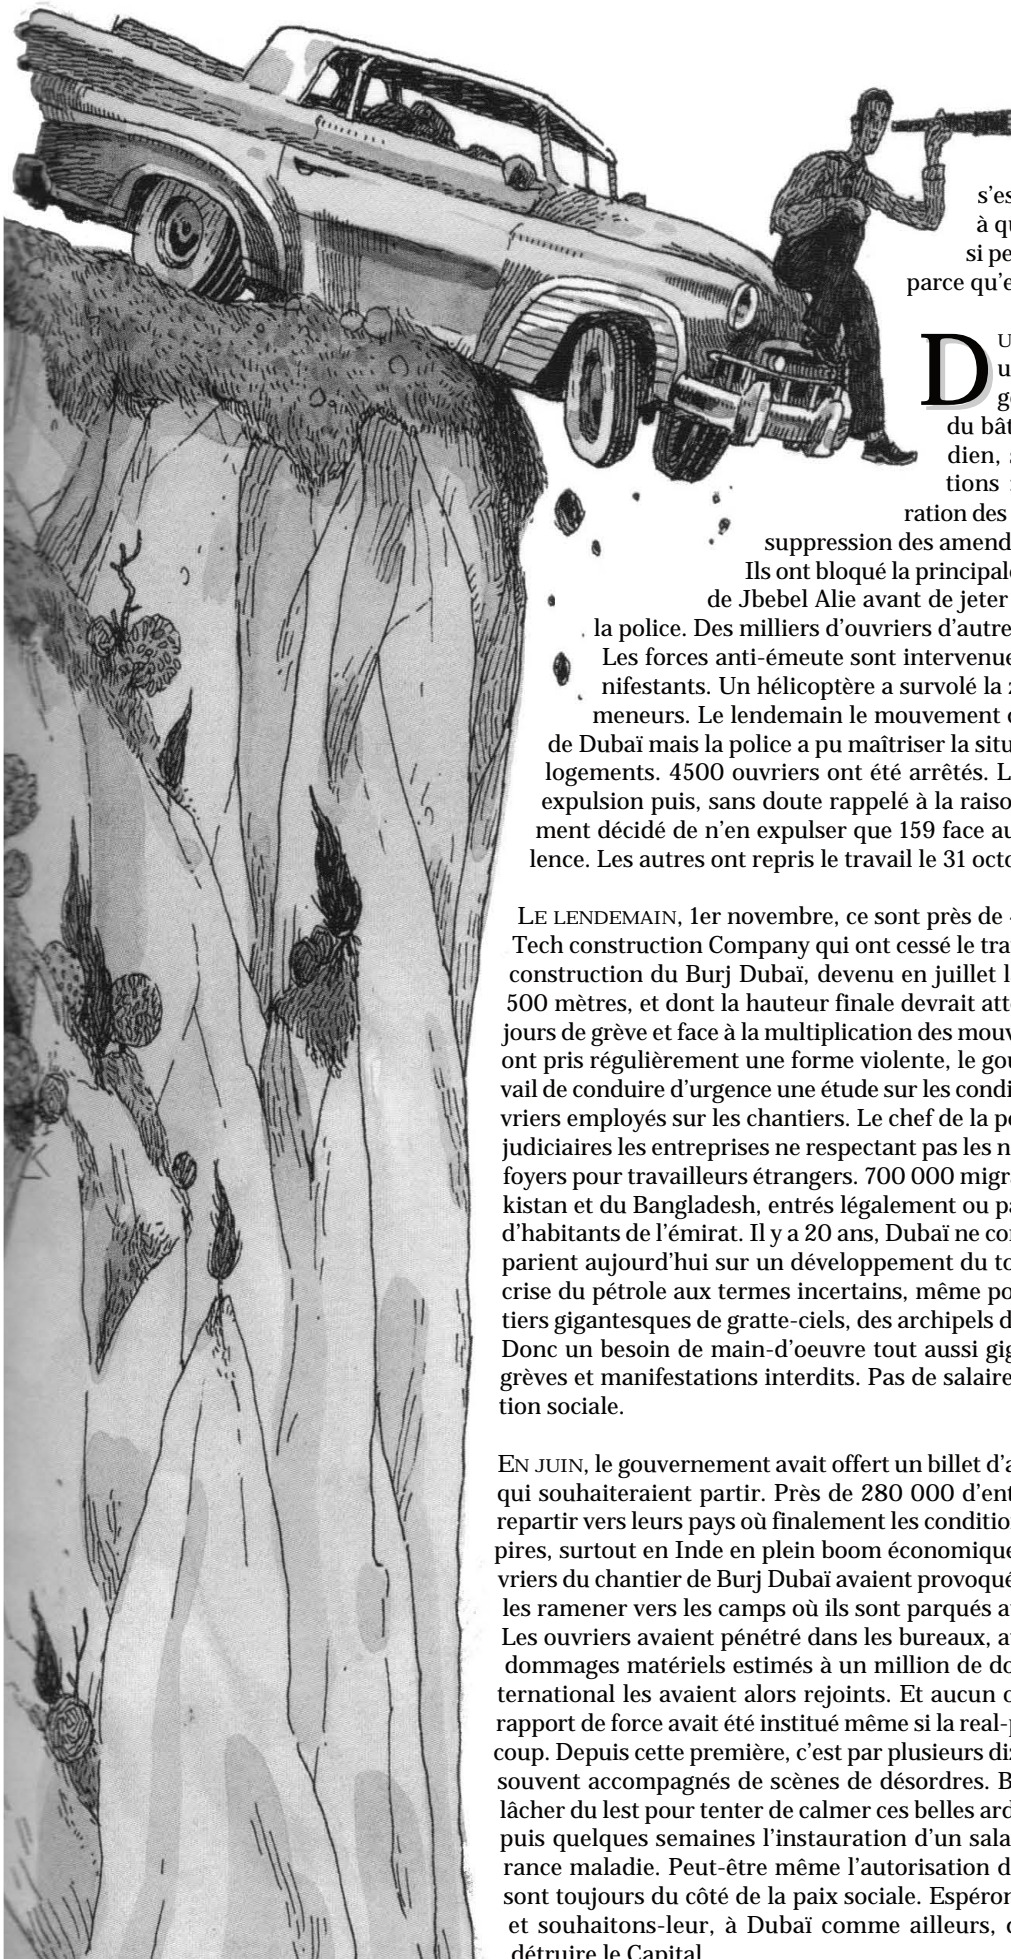 s'es
à qu
si pe
parce qu'e
DU
u
ge
du bât
dien,
tions
ration des
suppression des amend
Ils ont bloqué la principale
de Jbebel Alie avant de jeter
la police. Des milliers d'ouvriers d'autre
Les forces anti-émeute sont intervenue
nifestants. Un hélicoptère a survolé la z
meneurs. Le lendemain le mouvement
de Dubaï mais la police a pu maîtriser la situ
logements. 4500 ouvriers ont été arrêtés. L
expulsion puis, sans doute rappelé à la raiso
ment décidé de n'en expulser que 159 face au
lence. Les autres ont repris le travail le 31 octo
LE LENDEMAIN, 1er novembre, ce sont près de
Tech construction Company qui ont cessé le tra
construction du Burj Dubaï, devenu en juillet l
500 mètres, et dont la hauteur finale devrait att
jours de grève et face à la multiplication des mouv
ont pris régulièrement une forme violente, le gou
vail de conduire d'urgence une étude sur les condi
vriers employés sur les chantiers. Le chef de la po
judiciaires les entreprises ne respectant pas les n
foyers pour travailleurs étrangers. 700 000 migra
kistan et du Bangladesh, entrés légalement ou pa
d'habitants de l'émirat. Il y a 20 ans, Dubaï ne co
parient aujourd'hui sur un développement du to
crise du pétrole aux termes incertains, même po
tiers gigantesques de gratte-ciels, des archipels d
Donc un besoin de main-d'oeuvre tout aussi gig
grèves et manifestations interdits. Pas de salaire
tion sociale.
EN JUIN, le gouvernement avait offert un billet d'a
qui souhaiteraient partir. Près de 280 000 d'ent
repartir vers leurs pays où finalement les condition
pires, surtout en Inde en plein boom économique
vriers du chantier de Burj Dubaï avaient provoqué
les ramener vers les camps où ils sont parqués a
Les ouvriers avaient pénétré dans les bureaux, a
dommages matériels estimés à un million de do
ternational les avaient alors rejoints. Et aucun o
rapport de force avait été institué même si la real-p
coup. Depuis cette première, c'est par plusieurs diz
souvent accompagnés de scènes de désordres. B
lâcher du lest pour tenter de calmer ces belles ard
puis quelques semaines l'instauration d'un sala
rance maladie. Peut-être même l'autorisation d
sont toujours du côté de la paix sociale. Espéron
et souhaitons-leur, à Dubaï comme ailleurs,
détruire le Capital